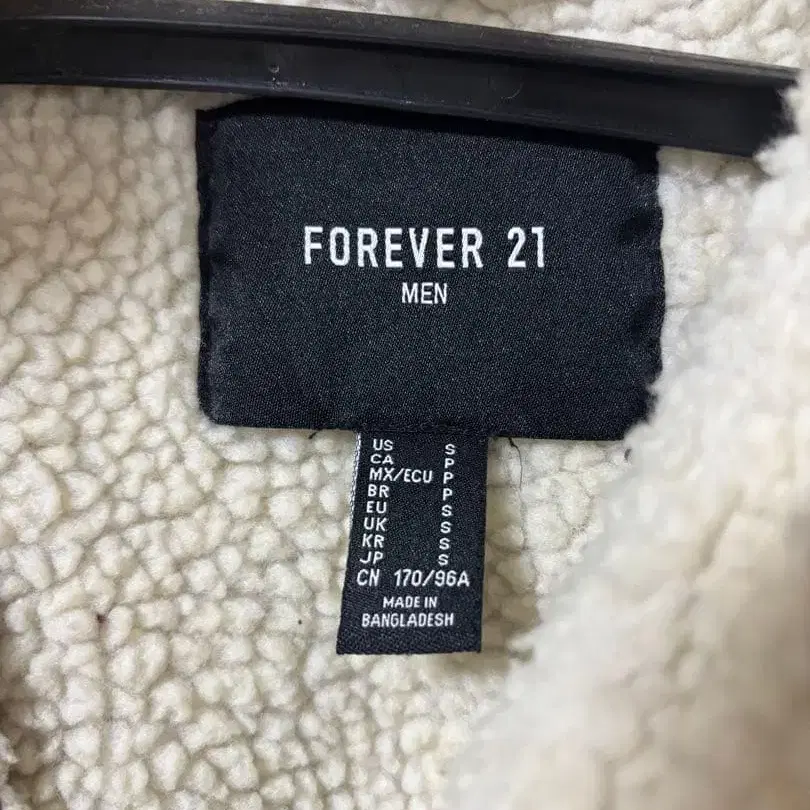 FOREVER 21
MEN
US S
CA P
MX/ECU P
BR P
EU S
UK S
KR S
JP S
CN 170/96A
MADE IN
BANGLADESH